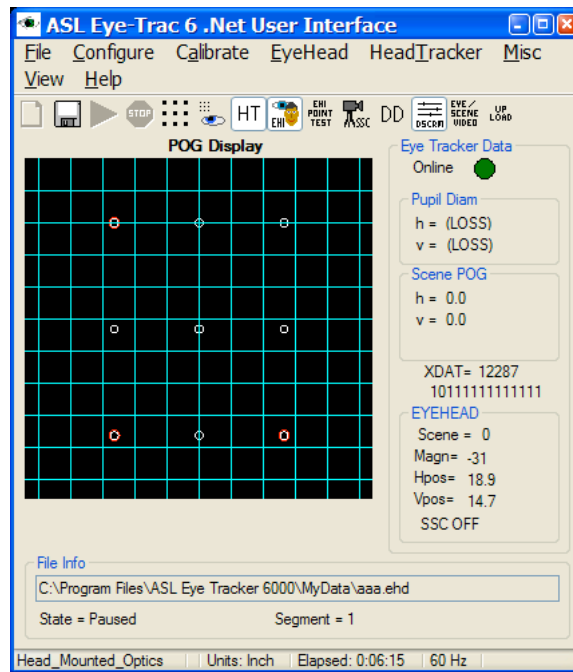 ASL Eye-Trac 6 .Net User Interface
File Configure Calibrate EyeHead HeadTracker Misc
View Help
STOP HT EHI EHI POINT TEST SSC DD DSCRM EYE/ SCENE VIDEO UP LOAD
POG Display
Eye Tracker Data
Online
Pupil Diam
h = (LOSS)
v = (LOSS)
Scene POG
h = 0.0
v = 0.0
XDAT= 12287
10111111111111
EYEHEAD
Scene = 0
Magn= -31
Hpos= 18.9
Vpos= 14.7
SSC OFF
File Info
C:\Program Files\ASL Eye Tracker 6000\MyData\aaa.ehd
State = Paused Segment = 1
Head_Mounted_Optics Units: Inch Elapsed: 0:06:15 60 Hz